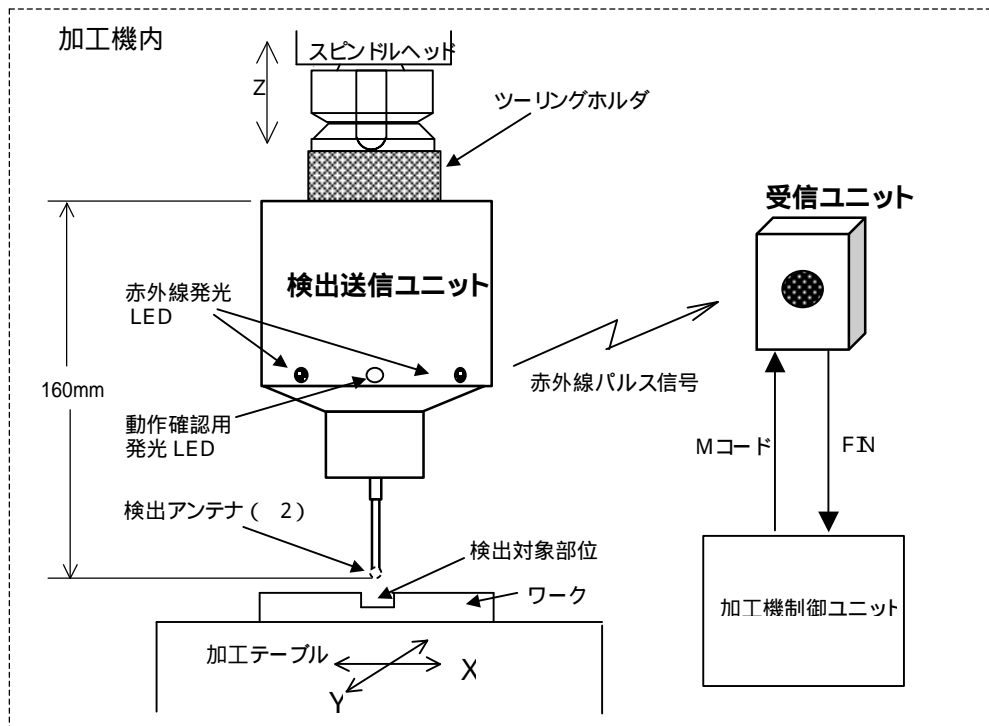 加工機内
スピンドルヘッド
Z
ツーリングホルダ
受信ユニット
検出送信ユニット
赤外線発光
LED
160mm
赤外線パルス信号
動作確認用
発光 LED
Mコード
FIN
検出アンテナ(　2)
検出対象部位
ワーク
加工機制御ユニット
加工テーブル
X
Y